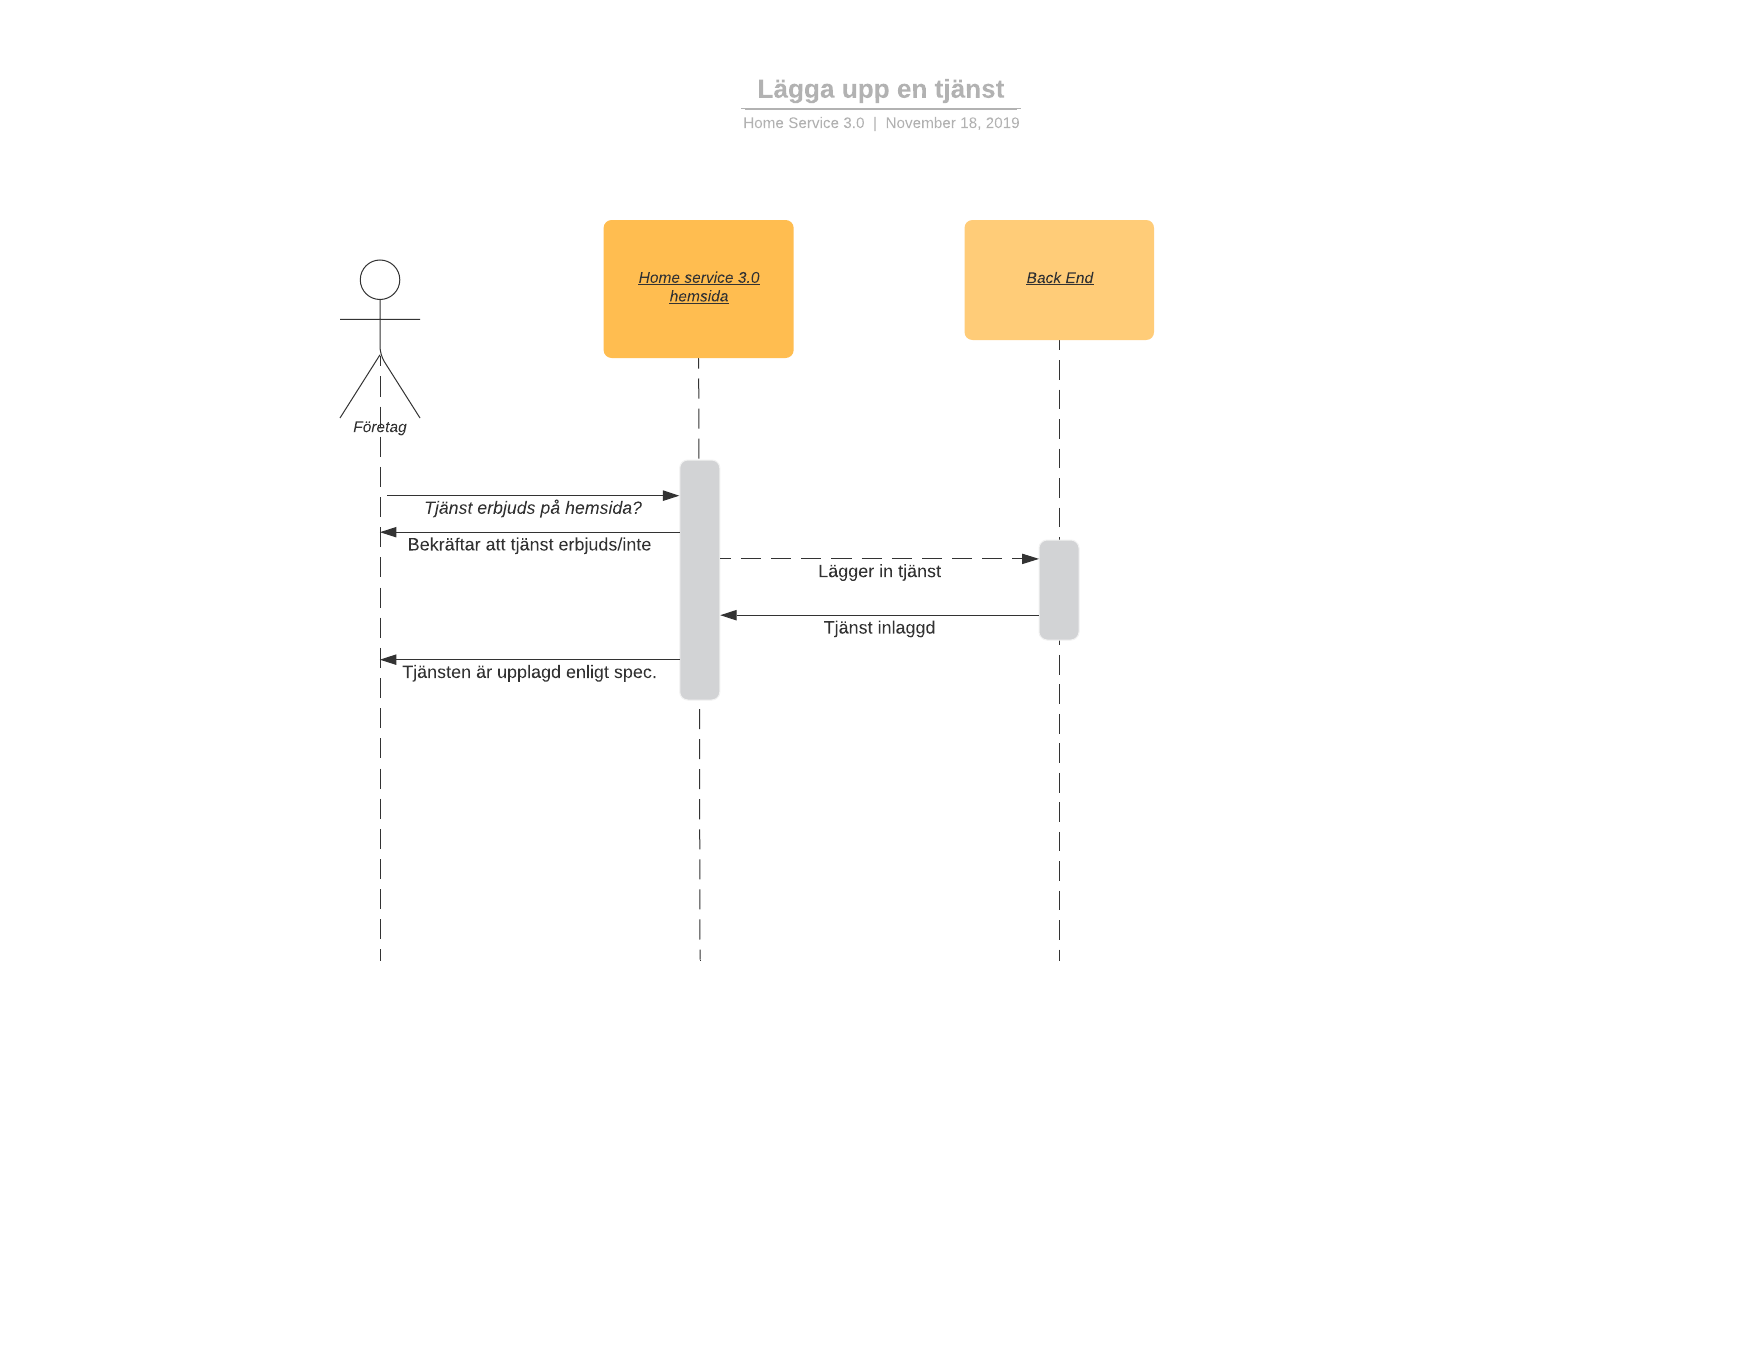 Lägga upp en tjänst
Home Service 3.0 | November 18, 2019
Home service 3.0
hemsida
Back End
Företag
Tjänst erbjuds på hemsida?
Bekräftar att tjänst erbjuds/inte
Lägger in tjänst
Tjänst inlaggd
Tjänsten är upplagd enligt spec.